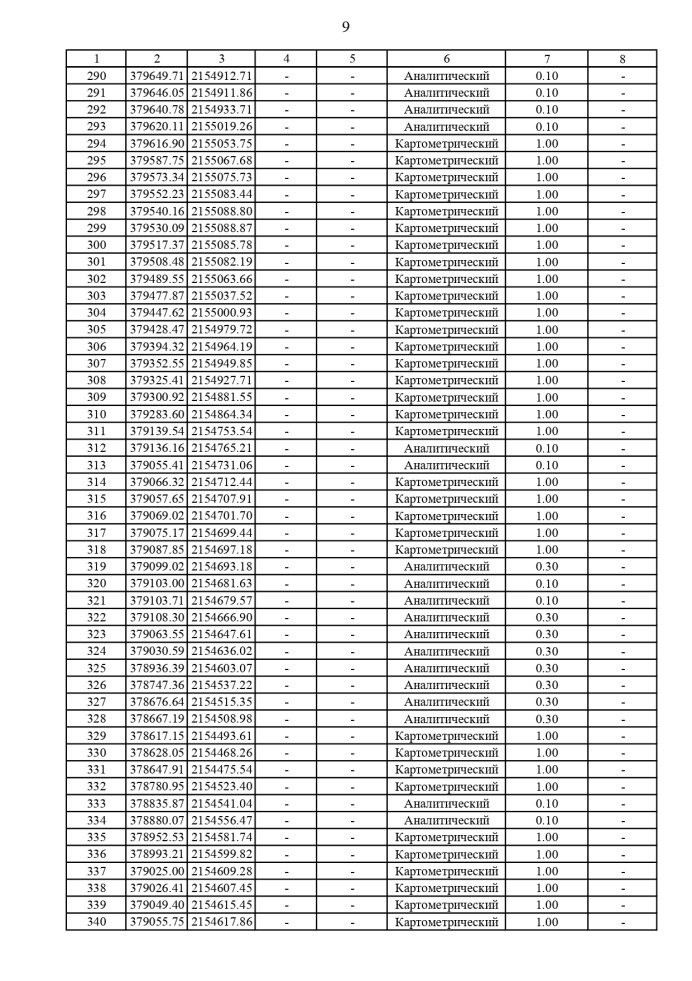 9
1 2 3 4 5 6 7 8
290 379649.71 2154912.71 - - Аналитический 0.10 -
291 379646.05 2154911.86 - - Аналитический 0.10 -
292 379640.78 2154933.71 - - Аналитический 0.10 -
293 379620.11 2155019.26 - - Аналитический 0.10 -
294 379616.90 2155053.75 - - Картометрический 1.00 -
295 379587.75 2155067.68 - - Картометрический 1.00 -
296 379573.34 2155075.73 - - Картометрический 1.00 -
297 379552.23 2155083.44 - - Картометрический 1.00 -
298 379540.16 2155088.80 - - Картометрический 1.00 -
299 379530.09 2155088.87 - - Картометрический 1.00 -
300 379517.37 2155085.78 - - Картометрический 1.00 -
301 379508.48 2155082.19 - - Картометрический 1.00 -
302 379489.55 2155063.66 - - Картометрический 1.00 -
303 379477.87 2155037.52 - - Картометрический 1.00 -
304 379447.62 2155000.93 - - Картометрический 1.00 -
305 379428.47 2154979.72 - - Картометрический 1.00 -
306 379394.32 2154964.19 - - Картометрический 1.00 -
307 379352.55 2154949.85 - - Картометрический 1.00 -
308 379325.41 2154927.71 - - Картометрический 1.00 -
309 379300.92 2154881.55 - - Картометрический 1.00 -
310 379283.60 2154864.34 - - Картометрический 1.00 -
311 379139.54 2154753.54 - - Картометрический 1.00 -
312 379136.16 2154765.21 - - Аналитический 0.10 -
313 379055.41 2154731.06 - - Аналитический 0.10 -
314 379066.32 2154712.44 - - Картометрический 1.00 -
315 379057.65 2154707.91 - - Картометрический 1.00 -
316 379069.02 2154701.70 - - Картометрический 1.00 -
317 379075.17 2154699.44 - - Картометрический 1.00 -
318 379087.85 2154697.18 - - Картометрический 1.00 -
319 379099.02 2154693.18 - - Аналитический 0.30 -
320 379103.00 2154681.63 - - Аналитический 0.10 -
321 379103.71 2154679.57 - - Аналитический 0.10 -
322 379108.30 2154666.90 - - Аналитический 0.30 -
323 379063.55 2154647.61 - - Аналитический 0.30 -
324 379030.59 2154636.02 - - Аналитический 0.30 -
325 378936.39 2154603.07 - - Аналитический 0.30 -
326 378747.36 2154537.22 - - Аналитический 0.30 -
327 378676.64 2154515.35 - - Аналитический 0.30 -
328 378667.19 2154508.98 - - Аналитический 0.30 -
329 378617.15 2154493.61 - - Картометрический 1.00 -
330 378628.05 2154468.26 - - Картометрический 1.00 -
331 378647.91 2154475.54 - - Картометрический 1.00 -
332 378780.95 2154523.40 - - Картометрический 1.00 -
333 378835.87 2154541.04 - - Аналитический 0.10 -
334 378880.07 2154556.47 - - Аналитический 0.10 -
335 378952.53 2154581.74 - - Картометрический 1.00 -
336 378993.21 2154599.82 - - Картометрический 1.00 -
337 379025.00 2154609.28 - - Картометрический 1.00 -
338 379026.41 2154607.45 - - Картометрический 1.00 -
339 379049.40 2154615.45 - - Картометрический 1.00 -
340 379055.75 2154617.86 - - Картометрический 1.00 -